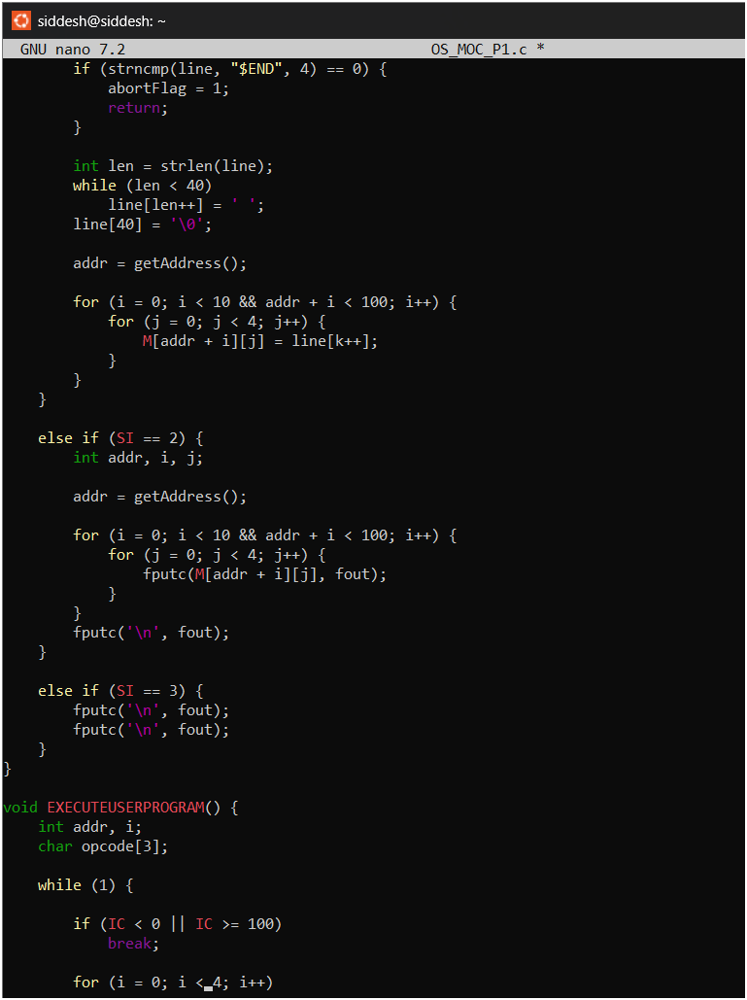 siddesh@siddesh: ~
GNU nano 7.2 OS_MOC_P1.c *
        if (strncmp(line, "$END", 4) == 0) {
            abortFlag = 1;
            return;
        }

        int len = strlen(line);
        while (len < 40)
            line[len++] = ' ';
        line[40] = '\0';

        addr = getAddress();

        for (i = 0; i < 10 && addr + i < 100; i++) {
            for (j = 0; j < 4; j++) {
                M[addr + i][j] = line[k++];
            }
        }
    }

    else if (SI == 2) {
        int addr, i, j;

        addr = getAddress();

        for (i = 0; i < 10 && addr + i < 100; i++) {
            for (j = 0; j < 4; j++) {
                fputc(M[addr + i][j], fout);
            }
        }
        fputc('\n', fout);
    }

    else if (SI == 3) {
        fputc('\n', fout);
        fputc('\n', fout);
    }
}

void EXECUTEUSERPROGRAM() {
    int addr, i;
    char opcode[3];

    while (1) {

        if (IC < 0 || IC >= 100)
            break;

        for (i = 0; i < 4; i++)